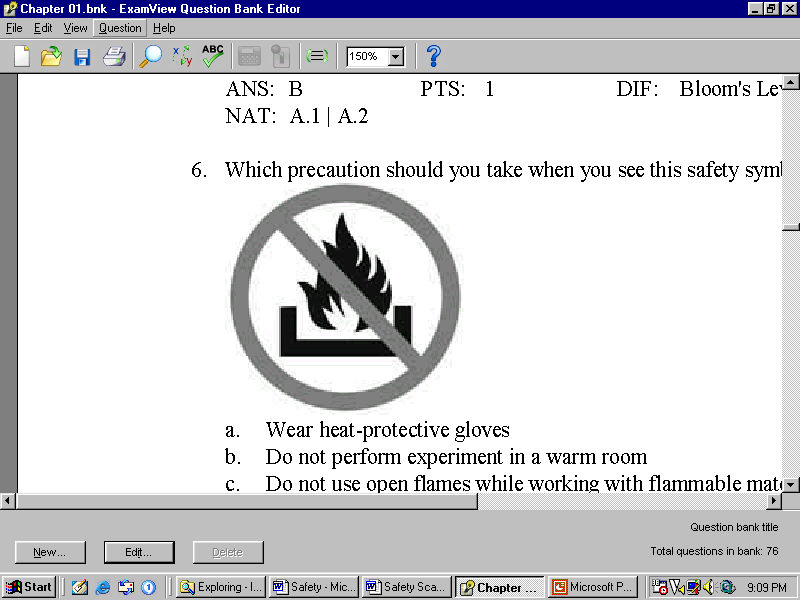 Chapter 01.bnk - ExamView Question Bank Editor
File Edit View Question Help
ABC 150% ?
ANS: B PTS: 1 DIF: Bloom's Lev
NAT: A.1 | A.2
6. Which precaution should you take when you see this safety symb
a. Wear heat-protective gloves
b. Do not perform experiment in a warm room
c. Do not use open flames while working with flammable mate
Question bank title
New... Edit... Delete Total questions in bank: 76
Start Exploring - I... Safety - Mic... Safety Sca... Chapter ... Microsoft P... 9:09 PM